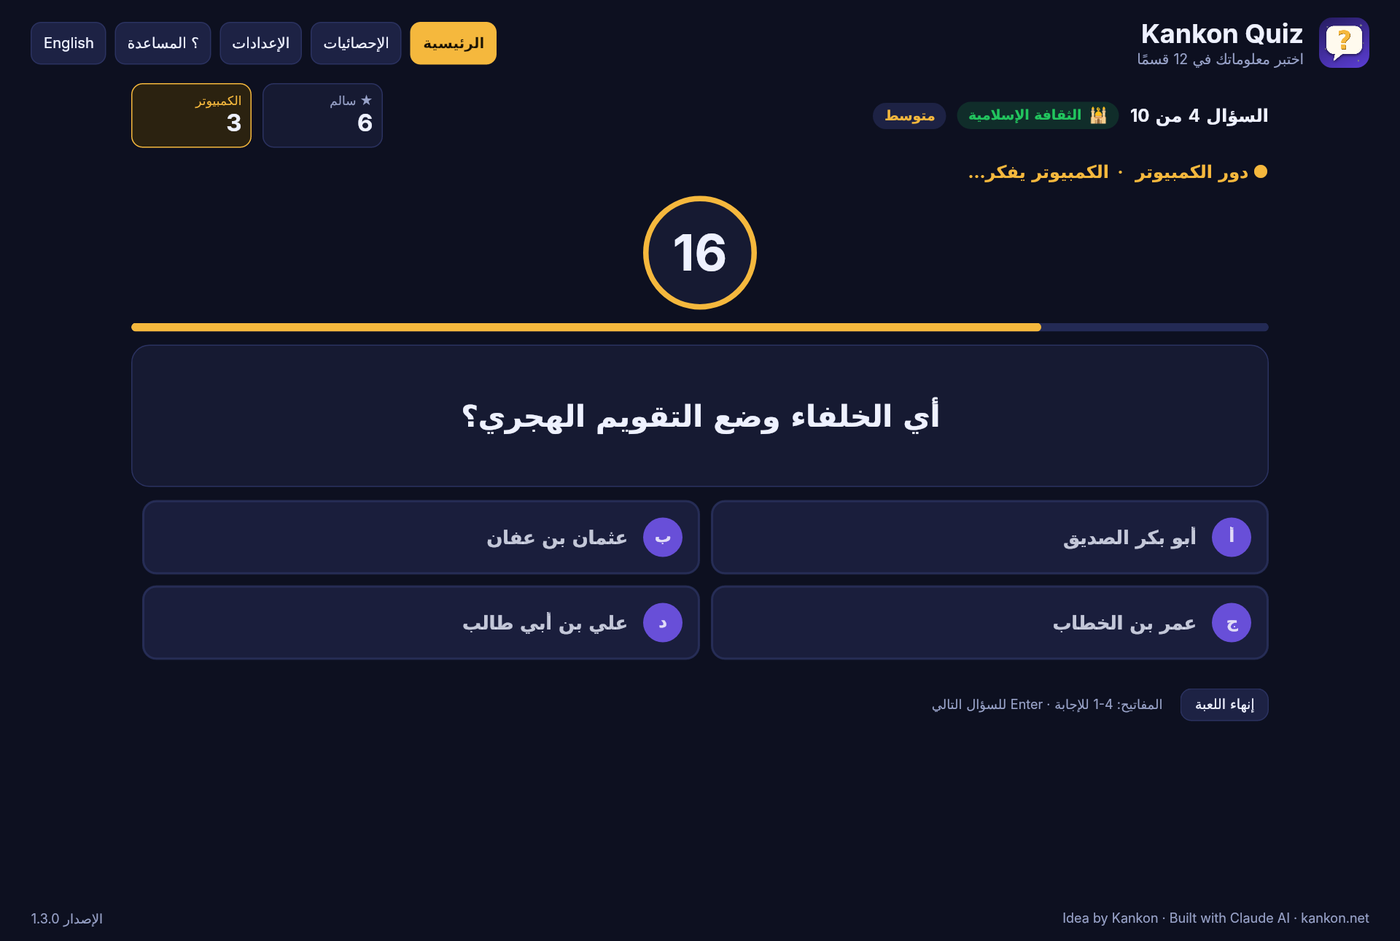 Kankon Quiz
اختبر معلوماتك في 12 قسمًا
الرئيسية
الإحصائيات
الإعدادات
؟ المساعدة
English
السؤال 4 من 10
الثقافة الإسلامية
متوسط
★ سالم
6
الكمبيوتر
3
دور الكمبيوتر · الكمبيوتر يفكر...
16
أي الخلفاء وضع التقويم الهجري؟
أ أبو بكر الصديق
ب عثمان بن عفان
ج عمر بن الخطاب
د علي بن أبي طالب
إنهاء اللعبة
المفاتيح: 4-1 للإجابة · Enter للسؤال التالي
Idea by Kankon · Built with Claude AI · kankon.net
الإصدار 1.3.0